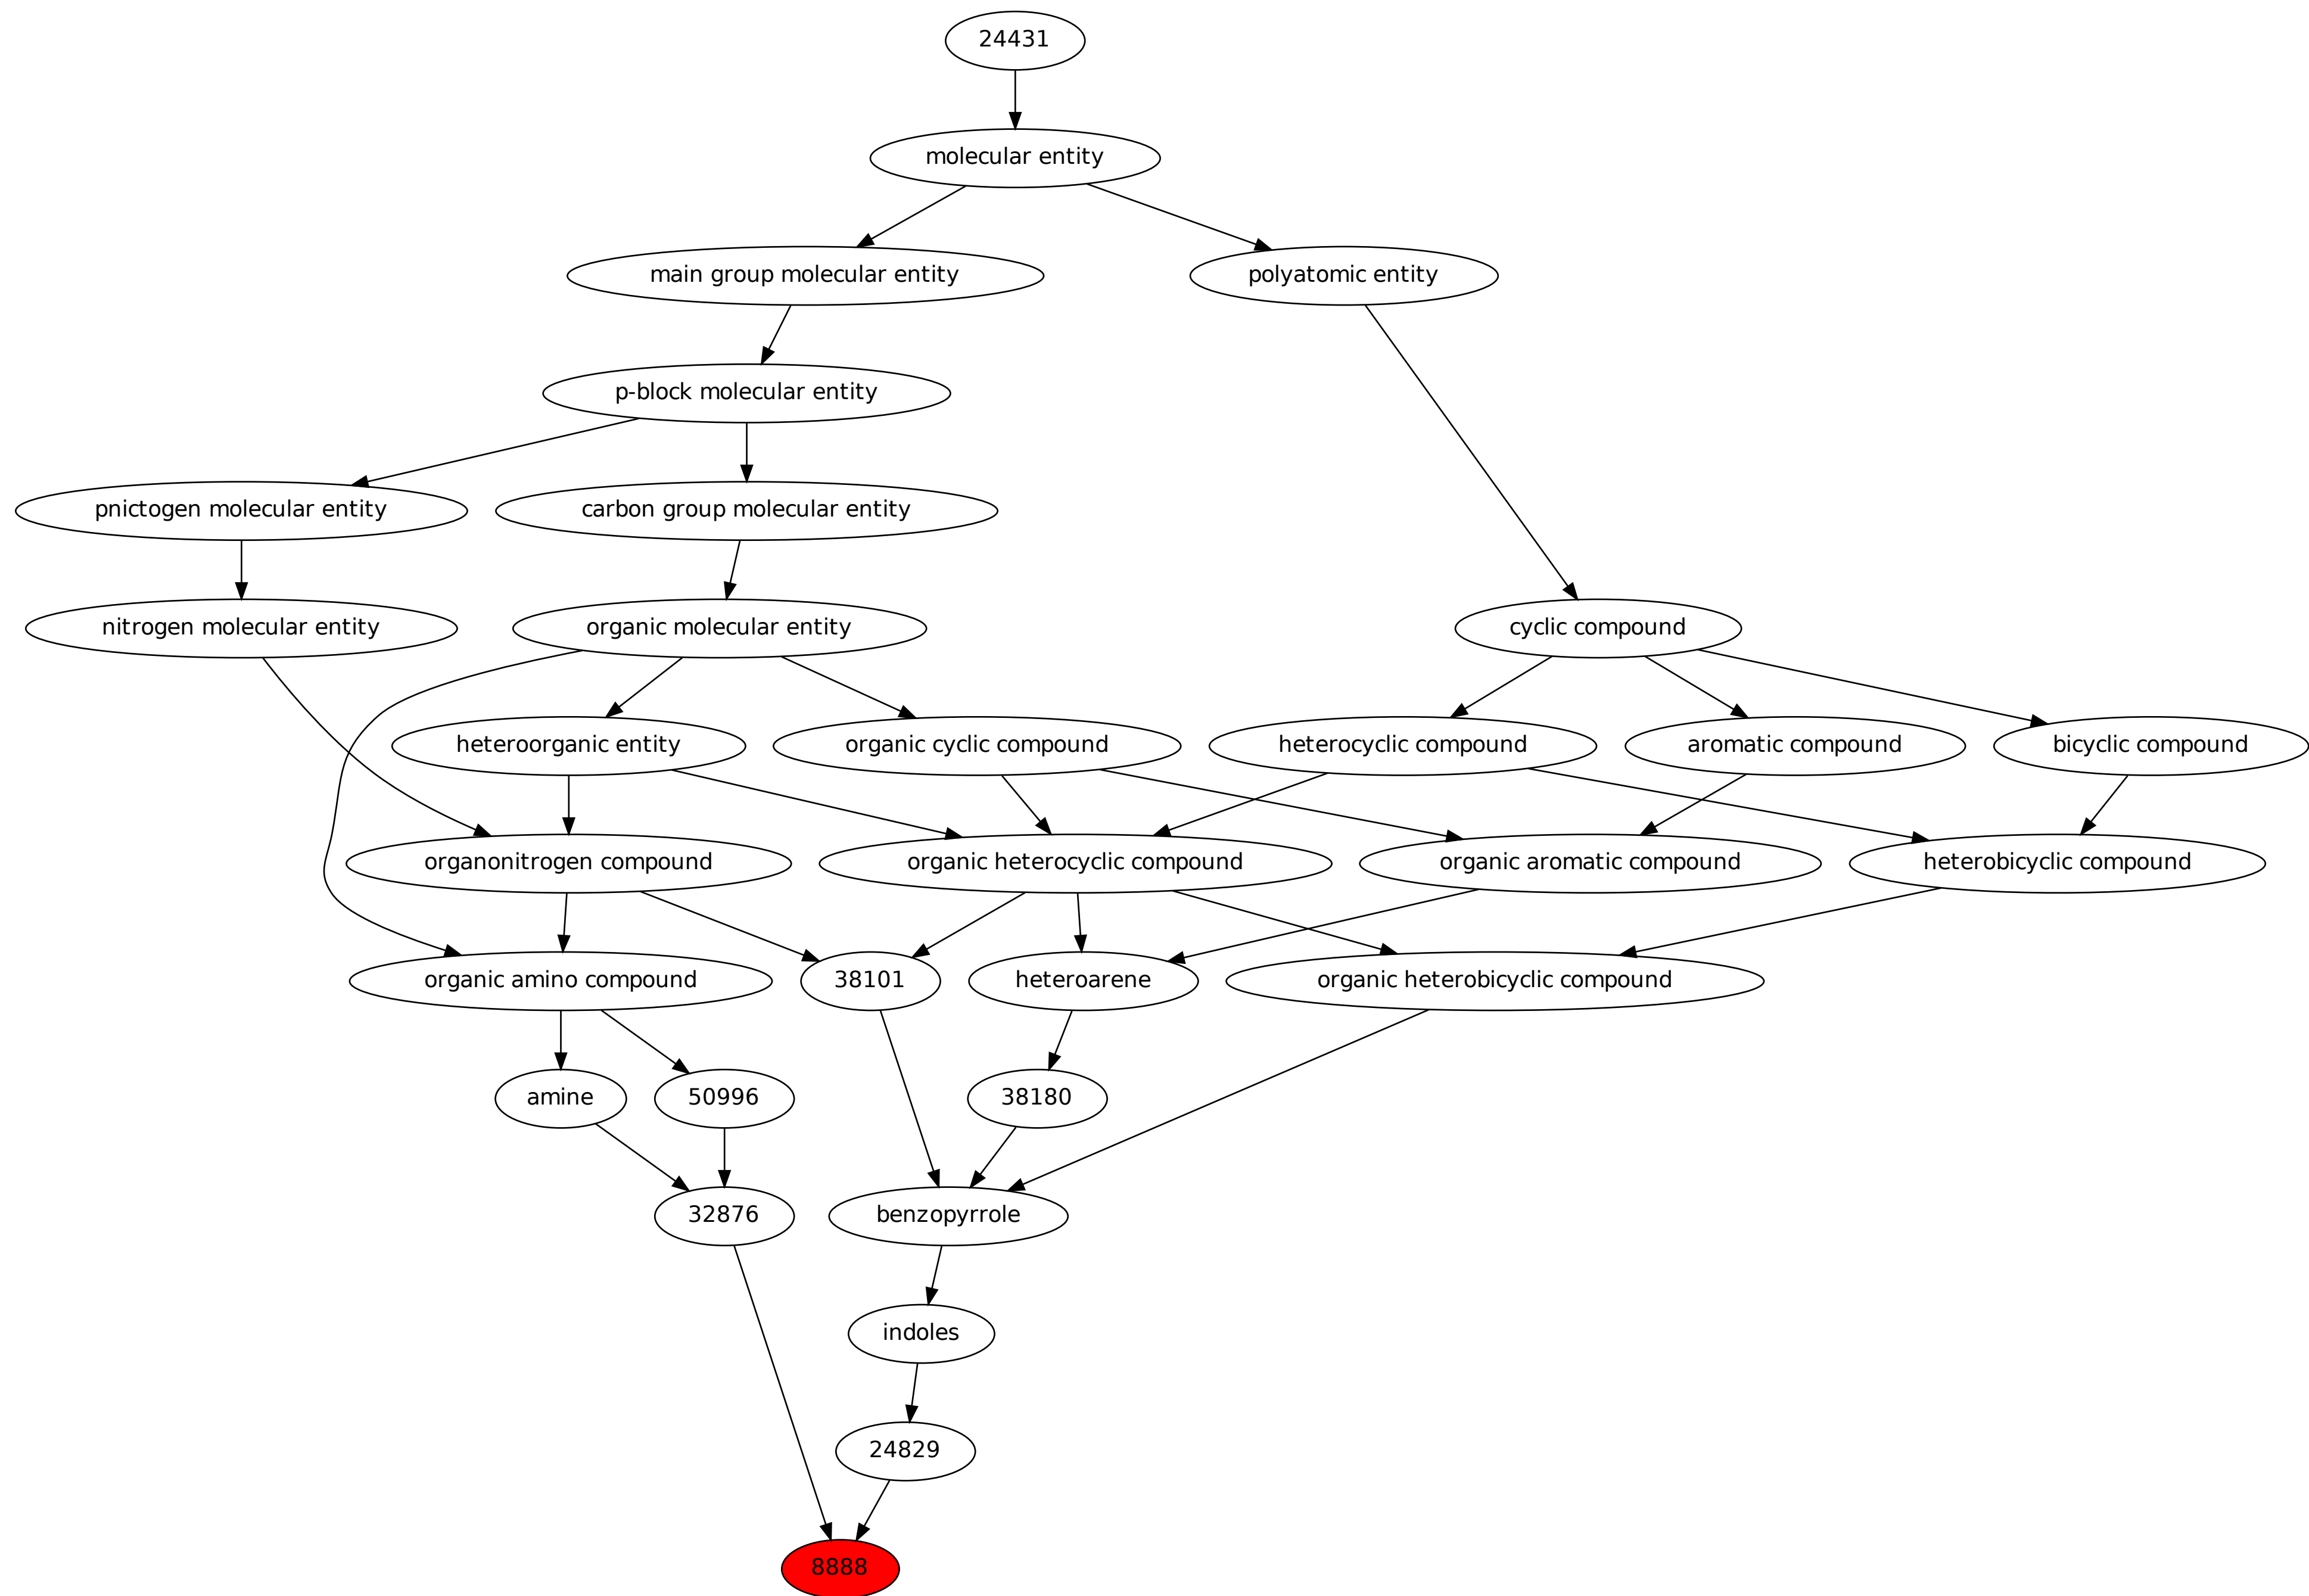 24431
molecular entity
main group molecular entity
polyatomic entity
p-block molecular entity
pnictogen molecular entity
carbon group molecular entity
nitrogen molecular entity
organic molecular entity
cyclic compound
heteroorganic entity
organic cyclic compound
heterocyclic compound
aromatic compound
bicyclic compound
organonitrogen compound
organic heterocyclic compound
organic aromatic compound
heterobicyclic compound
organic amino compound
38101
heteroarene
organic heterobicyclic compound
amine
50996
38180
32876
benzopyrrole
indoles
24829
8888